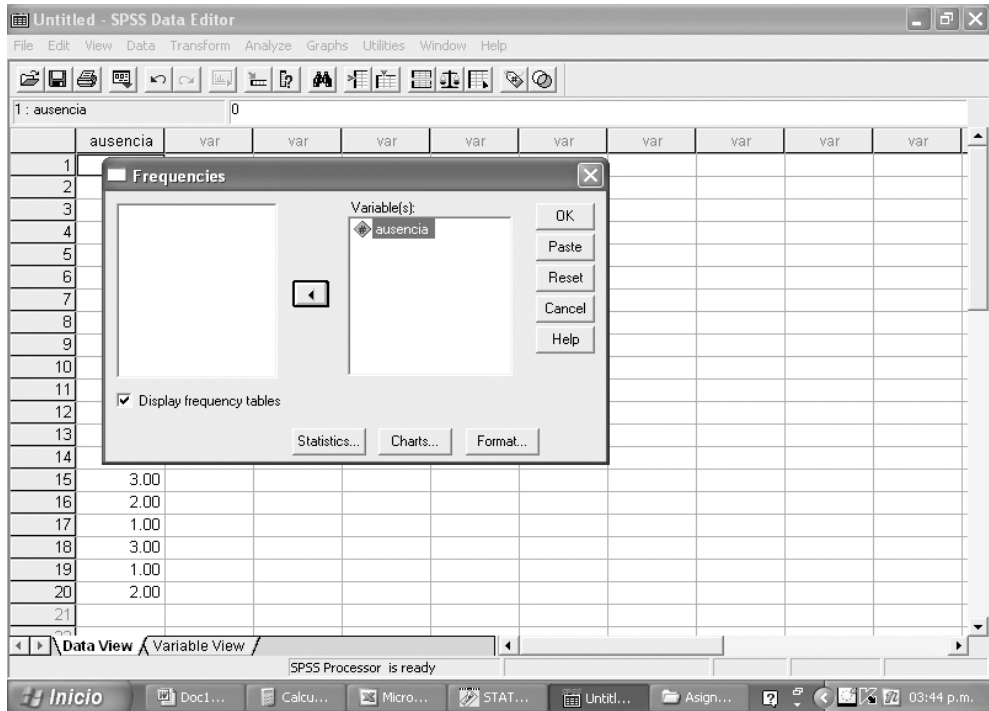 Untitled - SPSS Data Editor
File Edit View Data Transform Analyze Graphs Utilities Window Help
1 : ausencia 0
ausencia var var var var var var var var var
1
2
3
4
5
6
7
8
9
10
11
12
13
14
15 3.00
16 2.00
17 1.00
18 3.00
19 1.00
20 2.00
21
Frequencies
Variable(s):
ausencia
OK
Paste
Reset
Cancel
Help
Display frequency tables
Statistics... Charts... Format...
Data View Variable View
SPSS Processor is ready
Inicio Doc1... Calcu... Micro... STAT... Untitl... Asign... 03:44 p.m.